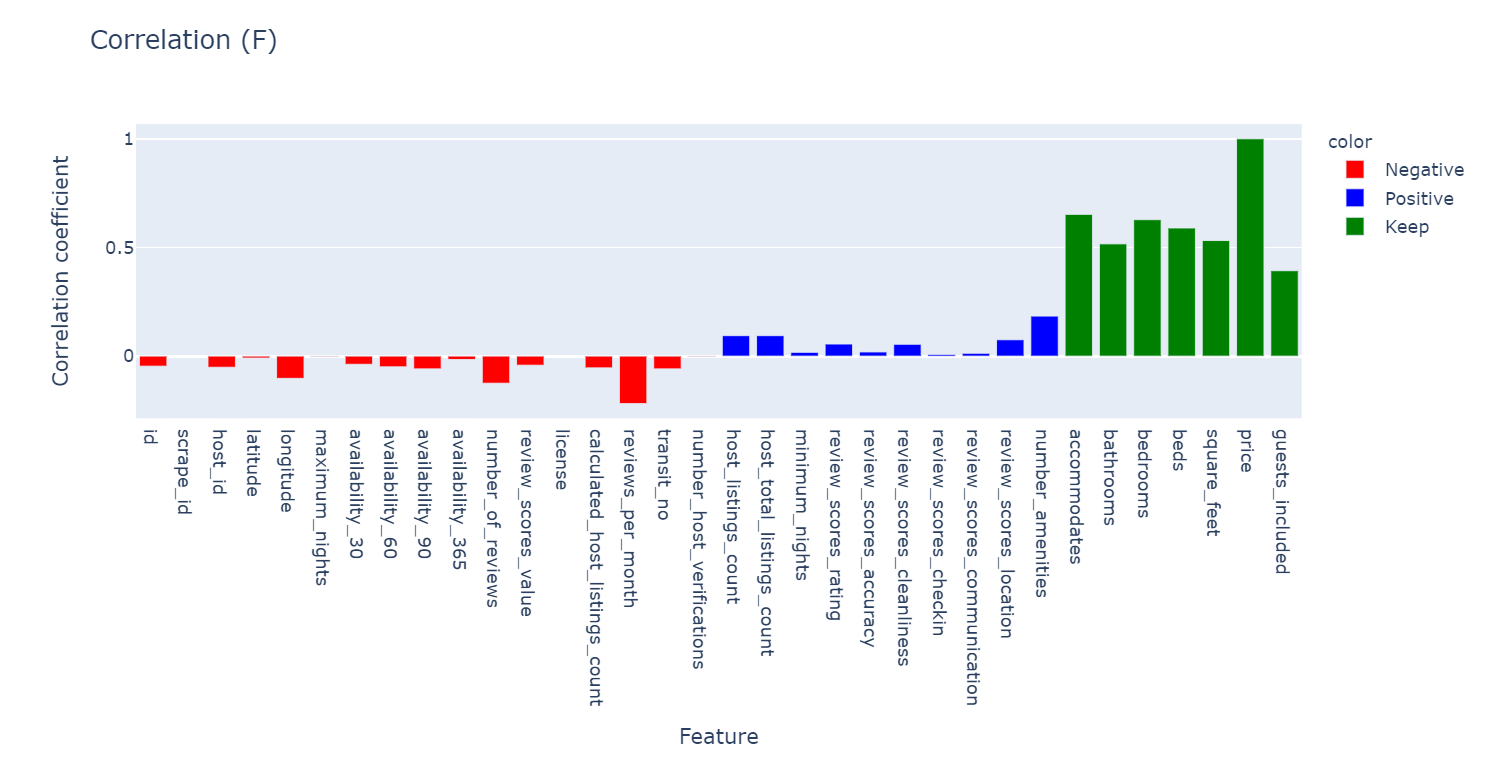 Correlation (F)
Correlation coefficient
1
0.5
0
id
scrape_id
host_id
latitude
longitude
maximum_nights
availability_30
availability_60
availability_90
availability_365
number_of_reviews
review_scores_value
license
calculated_host_listings_count
reviews_per_month
transit_no
number_host_verifications
host_listings_count
host_total_listings_count
minimum_nights
review_scores_rating
review_scores_accuracy
review_scores_cleanliness
review_scores_checkin
review_scores_communication
review_scores_location
number_amenities
accommodates
bathrooms
bedrooms
beds
square_feet
price
guests_included
Feature
color
Negative
Positive
Keep